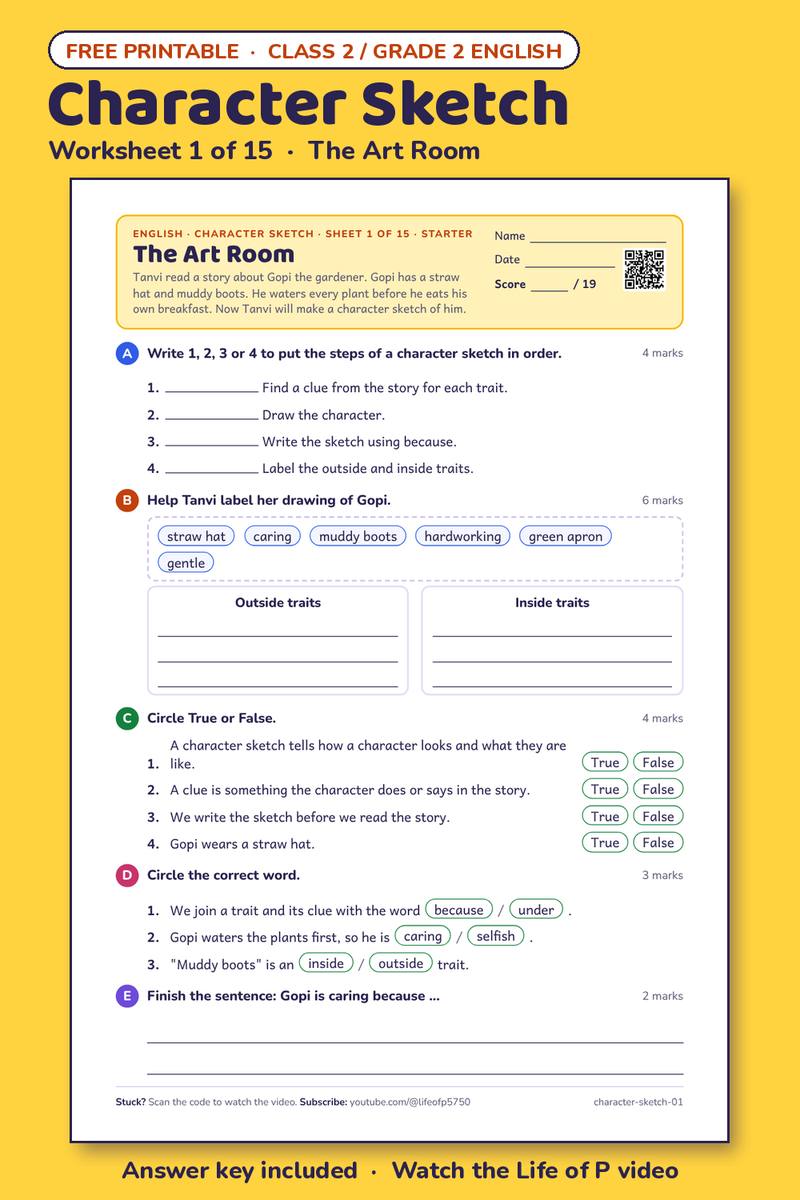 FREE PRINTABLE · CLASS 2 / GRADE 2 ENGLISH
Character Sketch
Worksheet 1 of 15 · The Art Room
ENGLISH · CHARACTER SKETCH · SHEET 1 OF 15 · STARTER
The Art Room
Tanvi read a story about Gopi the gardener. Gopi has a straw
hat and muddy boots. He waters every plant before he eats his
own breakfast. Now Tanvi will make a character sketch of him.
Name
Date
Score / 19
A Write 1, 2, 3 or 4 to put the steps of a character sketch in order. 4 marks
1. Find a clue from the story for each trait.
2. Draw the character.
3. Write the sketch using because.
4. Label the outside and inside traits.
B Help Tanvi label her drawing of Gopi. 6 marks
straw hat caring muddy boots hardworking green apron
gentle
Outside traits Inside traits
C Circle True or False. 4 marks
A character sketch tells how a character looks and what they are
1. like. True False
2. A clue is something the character does or says in the story. True False
3. We write the sketch before we read the story. True False
4. Gopi wears a straw hat. True False
D Circle the correct word. 3 marks
1. We join a trait and its clue with the word because / under .
2. Gopi waters the plants first, so he is caring / selfish .
3. "Muddy boots" is an inside / outside trait.
E Finish the sentence: Gopi is caring because ... 2 marks
Stuck? Scan the code to watch the video. Subscribe: youtube.com/@lifeofp5750 character-sketch-01
Answer key included · Watch the Life of P video